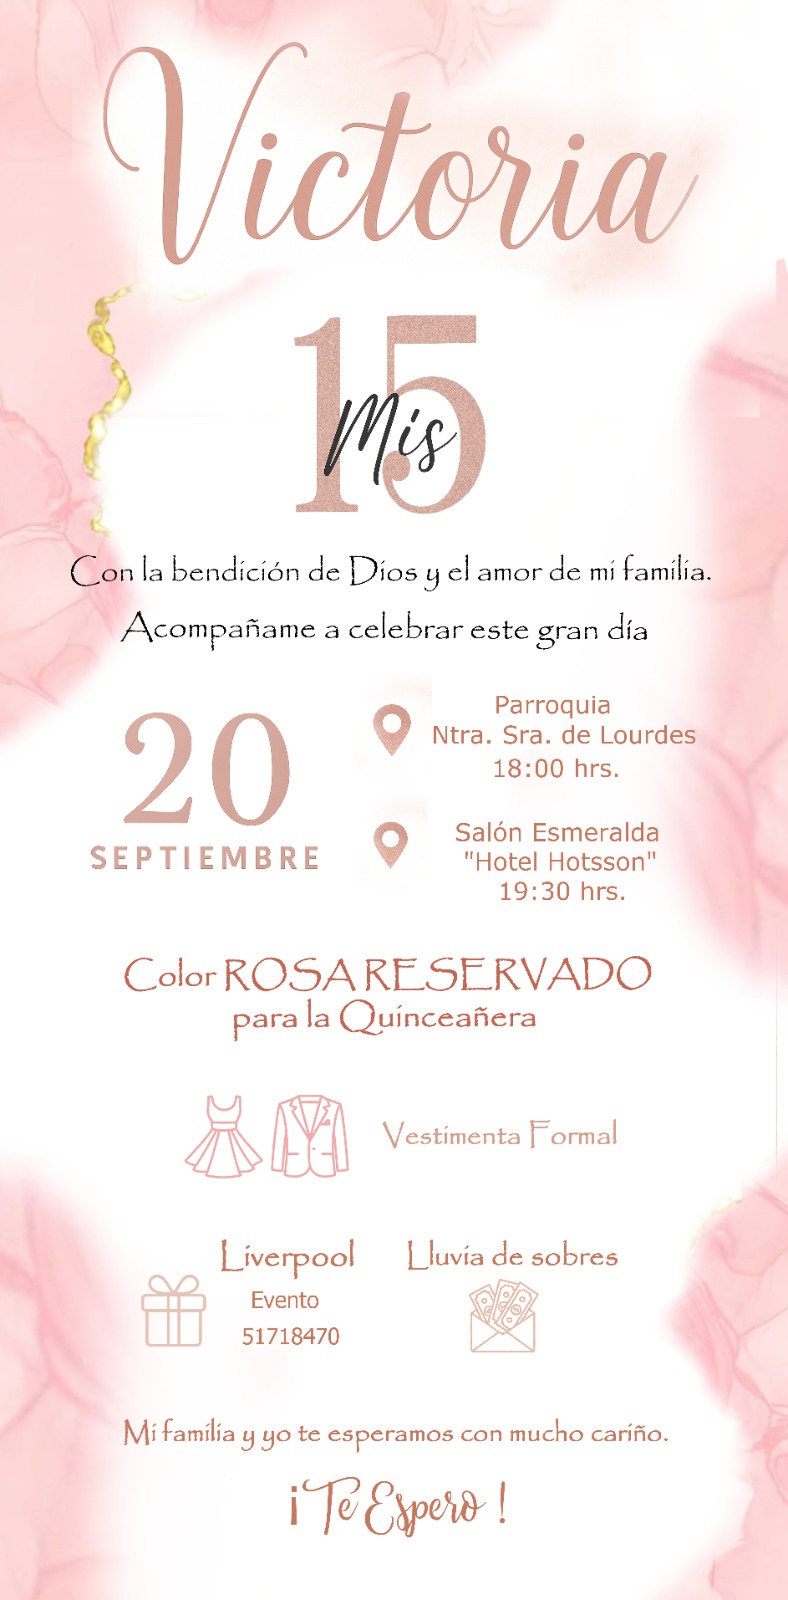 Victoria
15
Mis
Con la bendición de Dios y el amor de mi familia.
Acompañame a celebrar este gran día
20
SEPTIEMBRE
Parroquia
Ntra. Sra. de Lourdes
18:00 hrs.
Salón Esmeralda
"Hotel Hotsson"
19:30 hrs.
Color ROSA RESERVADO
para la Quinceañera
Vestimenta Formal
Liverpool
Evento
51718470
Lluvia de sobres
Mi familia y yo te esperamos con mucho cariño.
¡Te Espero !